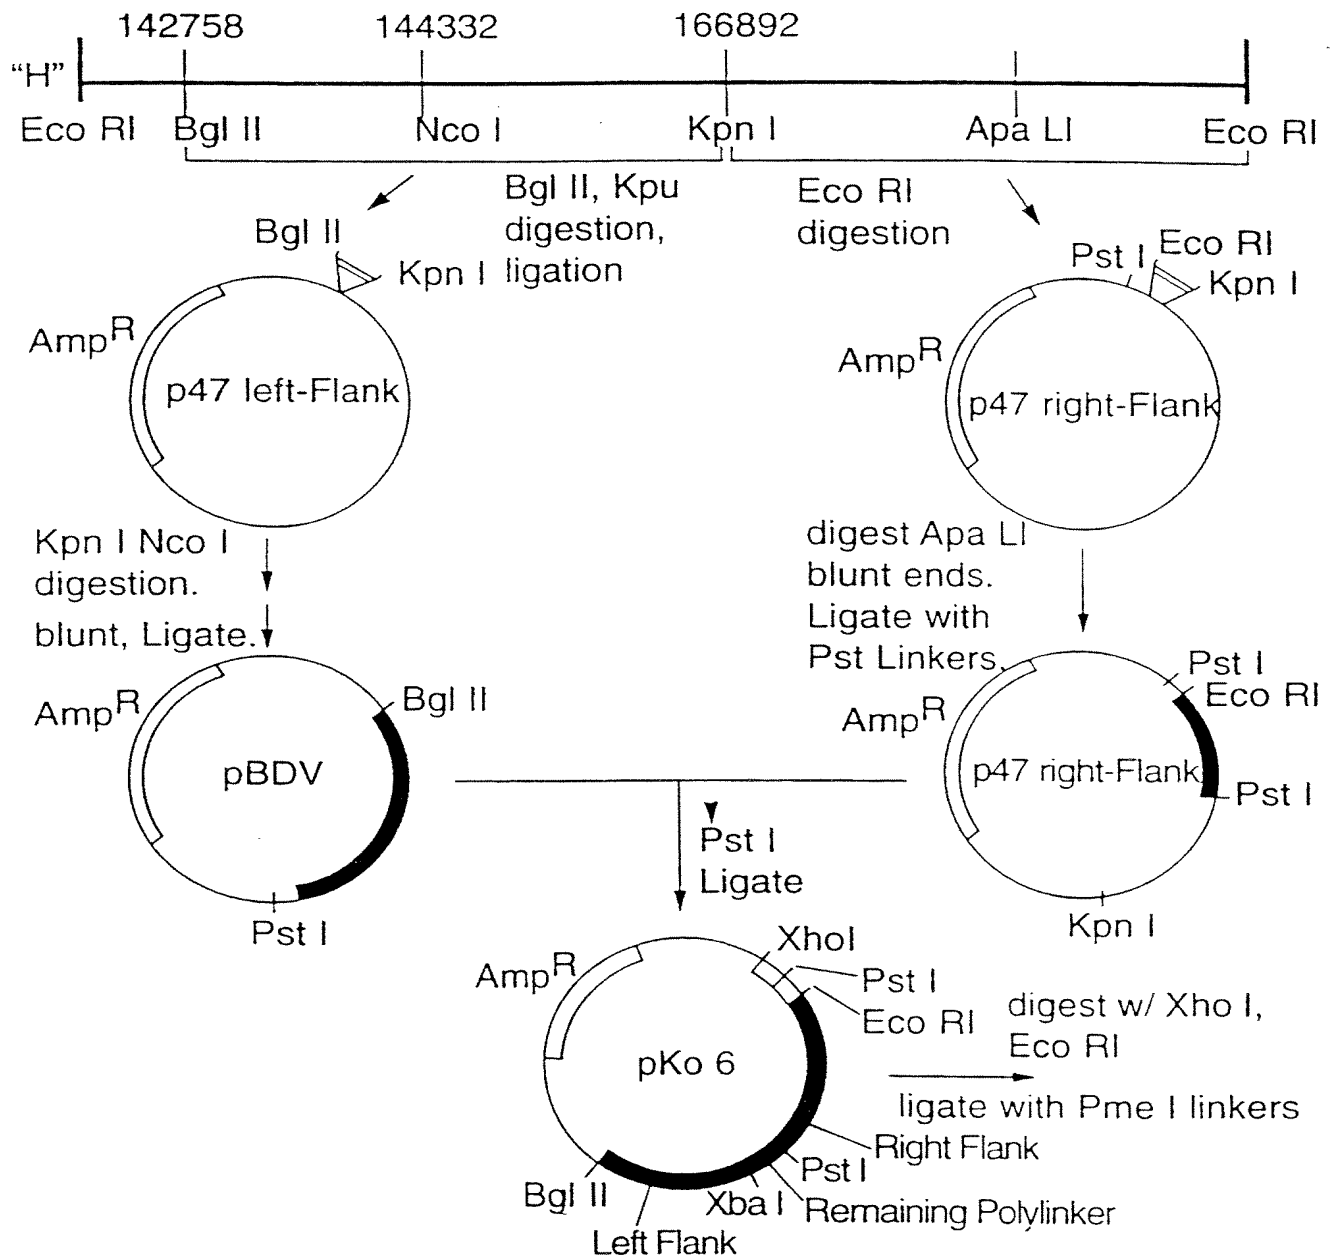 142758
144332
166892
"H"
Eco RI
Bgl II
Nco I
Kpn I
Apa LI
Eco RI
Bgl II, Kpu
digestion,
ligation
Eco RI
digestion
Bgl II
Kpn I
Amp^R
p47 left-Flank
Pst I
Eco RI
Kpn I
Amp^R
p47 right-Flank
Kpn I Nco I
digestion.
blunt, Ligate.
digest Apa LI
blunt ends.
Ligate with
Pst Linkers.
Amp^R
Bgl II
pBDV
Pst I
Amp^R
Pst I
Eco RI
p47 right-Flank
Pst I
Kpn I
Pst I
Ligate
Amp^R
XhoI
Pst I
Eco RI
pKo 6
digest w/ Xho I,
Eco RI
ligate with Pme I linkers
Right Flank
Pst I
Remaining Polylinker
Xba I
Bgl II
Left Flank